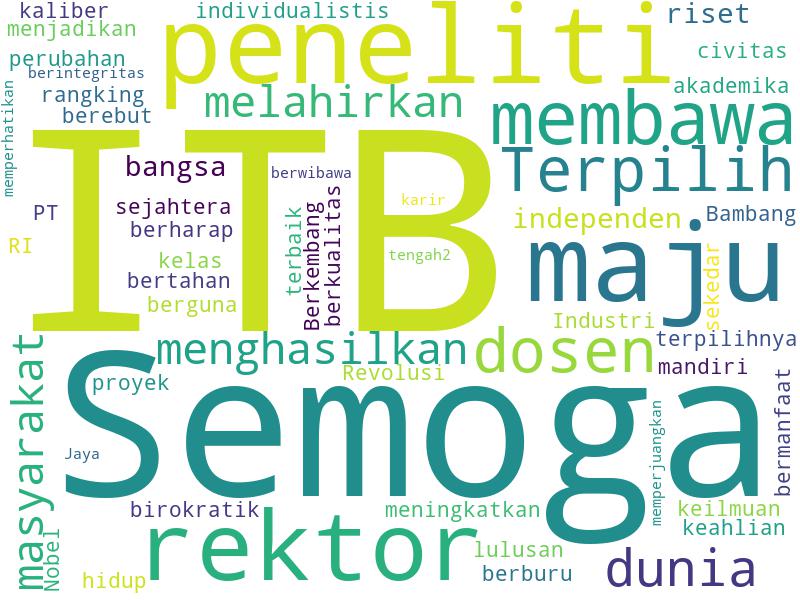 kaliber
individualistis
peneliti
riset
menjadikan
civitas
perubahan
berintegritas
akademika
rangking
melahirkan
membawa
berebut
memperhatikan
ITB
Terpilih
bangsa
berwibawa
sejahtera
karir
PT
independen
Bambang
berharap
RI
maju
kelas
tengah2
terbaik
Berkembang
berkualitas
sekedar
bertahan
berguna
Industri
menghasilkan
dosen
terpilihnya
mandiri
Revolusi
proyek
masyarakat
Semoga
bermanfaat
Jaya
memperjuangkan
birokratik
meningkatkan
keilmuan
rektor
keahlian
lulusan
Nobel
hidup
berburu
dunia